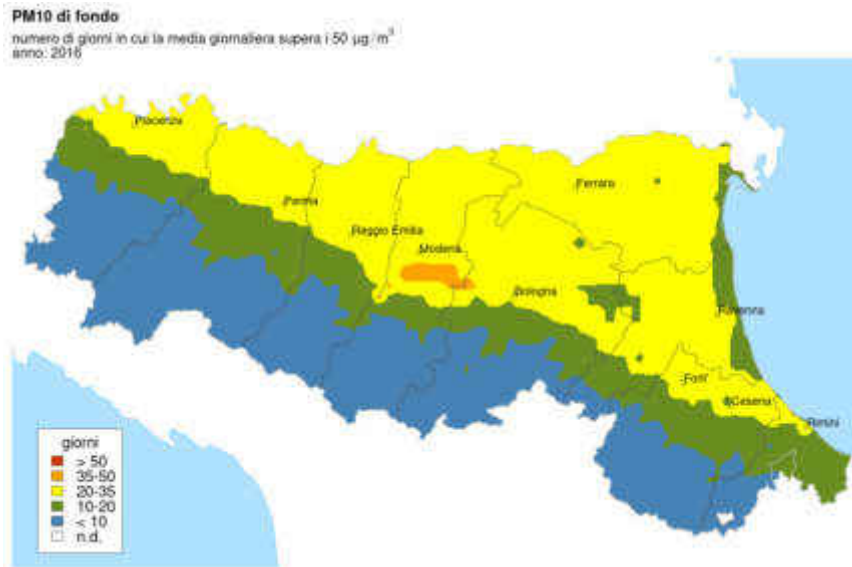 PM10 di fondo
numero di giorni in cui la media giornaliera supera i 50 µg/m³
anno: 2016
Piacenza
Parma
Reggio Emilia
Modena
Ferrara
Bologna
Ravenna
Forlì
Cesena
Rimini
giorni
> 50
35-50
20-35
10-20
< 10
n.d.